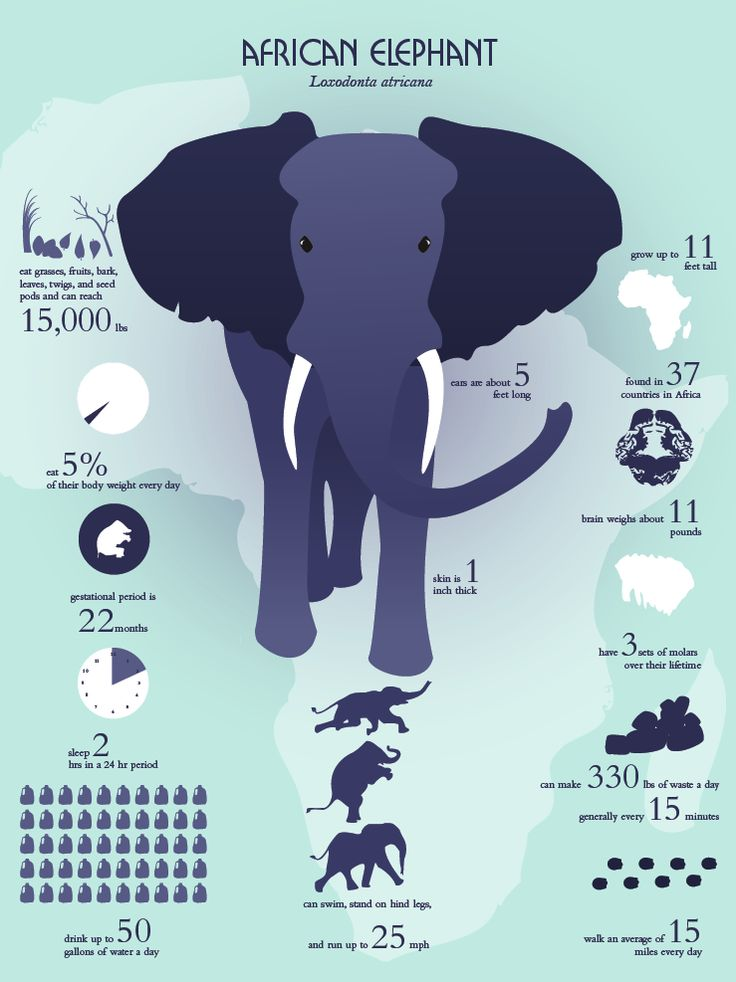 AFRICAN ELEPHANT
Loxodonta atricana
eat grasses, fruits, bark,
leaves, twigs, and seed
pods and can reach
15,000 lbs
eat 5%
of their body weight every day
gestational period is
22 months
sleep 2
hrs in a 24 hr period
drink up to 50
gallons of water a day
ears are about 5
feet long
skin is 1
inch thick
can swim, stand on hind legs,
and run up to 25 mph
grow up to 11
feet tall
found in 37
countries in Africa
brain weighs about 11
pounds
have 3 sets of molars
over their lifetime
can make 330 lbs of waste a day
generally every 15 minutes
walk an average of 15
miles every day